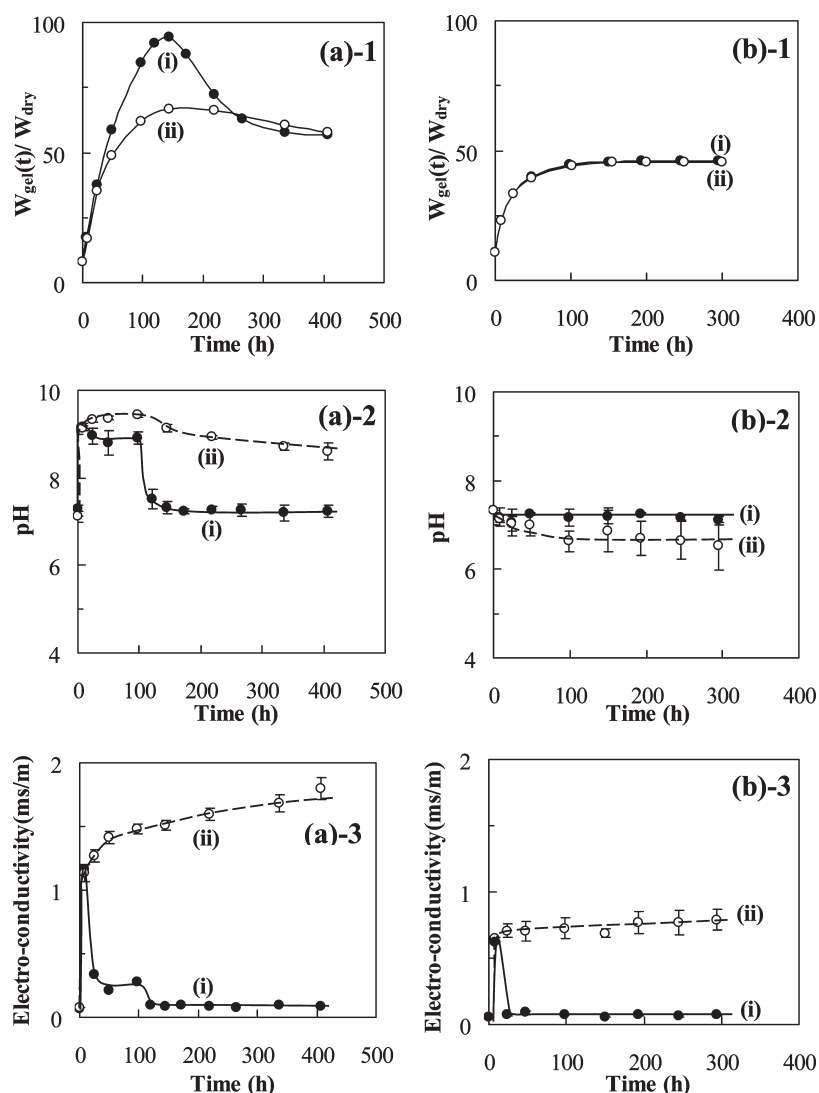 (a)-1
W_gel(t)/ W_dry
100
50
0
(i)
(ii)
0 100 200 300 400 500
Time (h)
(b)-1
W_gel(t)/ W_dry
100
50
0
(i)
(ii)
0 100 200 300 400
Time (h)
(a)-2
pH
10
8
6
4
(ii)
(i)
0 100 200 300 400 500
Time (h)
(b)-2
pH
10
8
6
4
(i)
(ii)
0 100 200 300 400
Time (h)
(a)-3
Electro-conductivity(ms/m)
2
1
0
(ii)
(i)
0 100 200 300 400 500
Time (h)
(b)-3
Electro-conductivity(ms/m)
2
1
0
(ii)
(i)
0 100 200 300 400
Time (h)